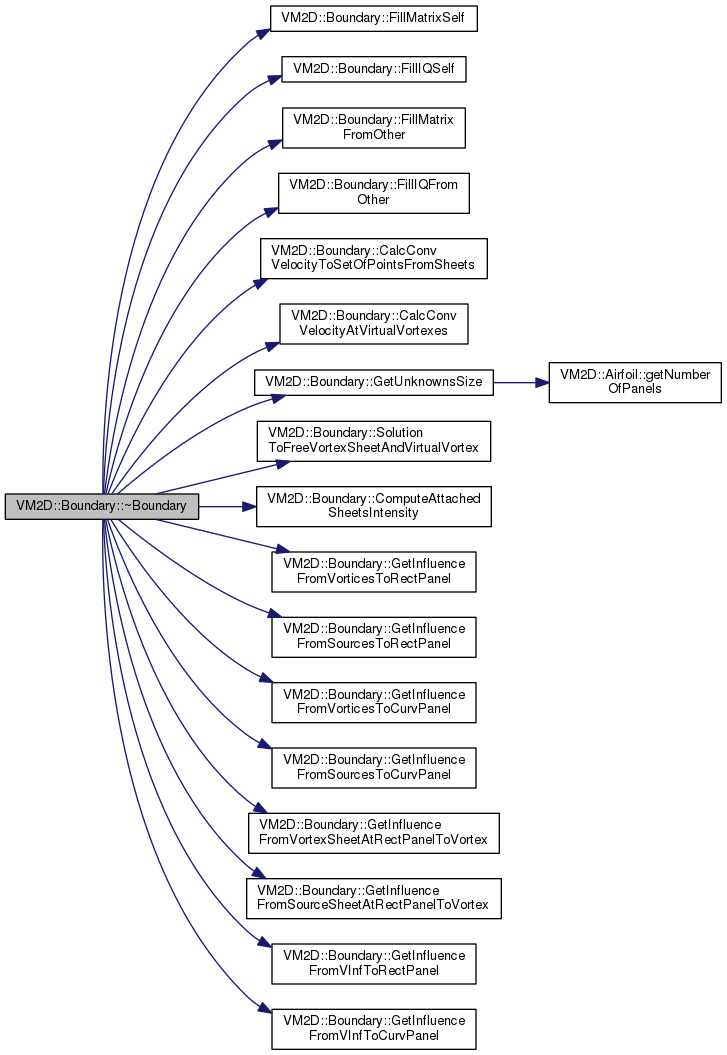 VM2D::Boundary::FillMatrixSelf
VM2D::Boundary::FillIQSelf
VM2D::Boundary::FillMatrix
FromOther
VM2D::Boundary::FillIQFrom
Other
VM2D::Boundary::CalcConv
VelocityToSetOfPointsFromSheets
VM2D::Boundary::CalcConv
VelocityAtVirtualVortexes
VM2D::Boundary::GetUnknownsSize
VM2D::Airfoil::getNumber
OfPanels
VM2D::Boundary::Solution
ToFreeVortexSheetAndVirtualVortex
VM2D::Boundary::~Boundary
VM2D::Boundary::ComputeAttached
SheetsIntensity
VM2D::Boundary::GetInfluence
FromVorticesToRectPanel
VM2D::Boundary::GetInfluence
FromSourcesToRectPanel
VM2D::Boundary::GetInfluence
FromVorticesToCurvPanel
VM2D::Boundary::GetInfluence
FromSourcesToCurvPanel
VM2D::Boundary::GetInfluence
FromVortexSheetAtRectPanelToVortex
VM2D::Boundary::GetInfluence
FromSourceSheetAtRectPanelToVortex
VM2D::Boundary::GetInfluence
FromVInfToRectPanel
VM2D::Boundary::GetInfluence
FromVInfToCurvPanel